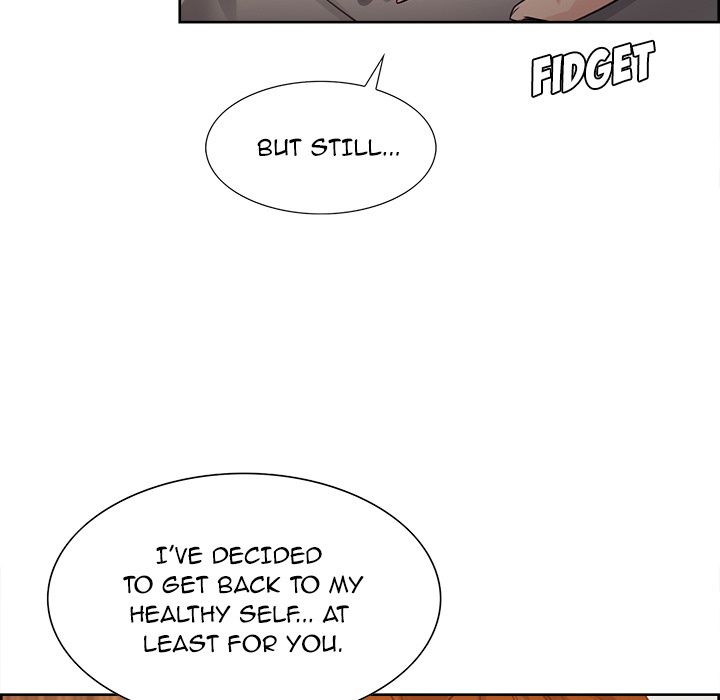 FIDGET
BUT STILL...
I'VE DECIDED
TO GET BACK TO MY
HEALTHY SELF... AT
LEAST FOR YOU.